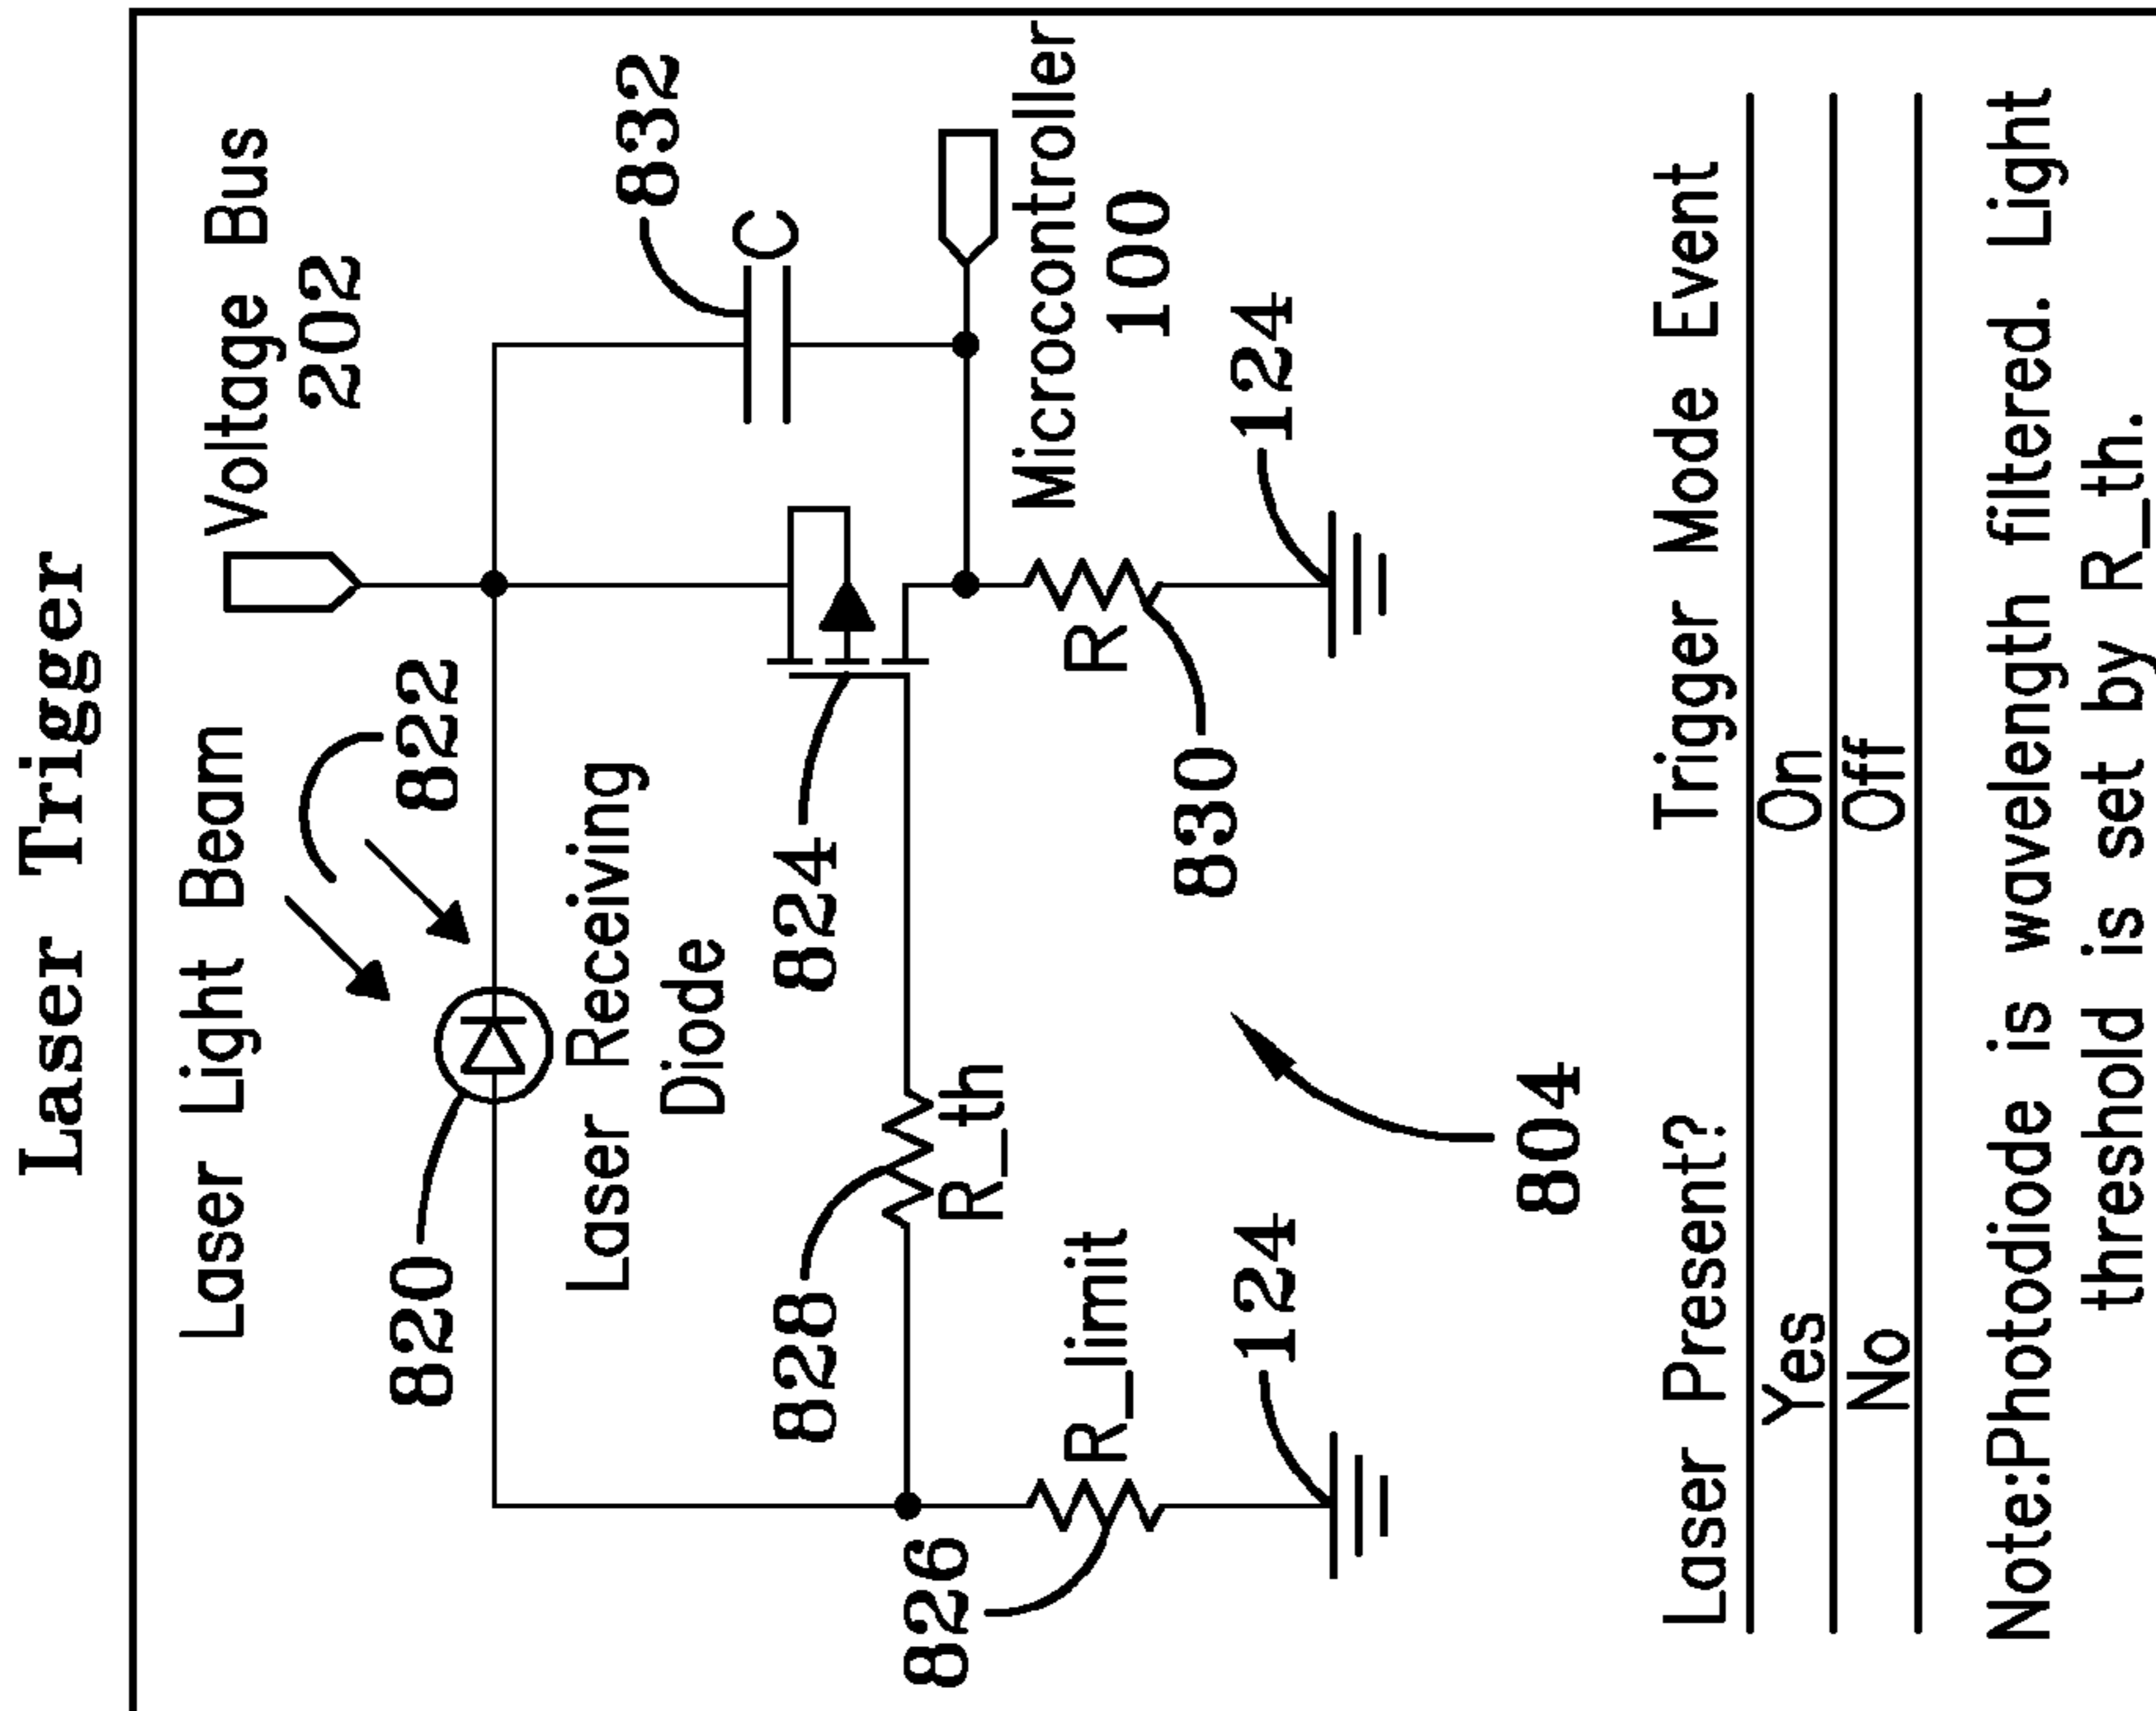 Laser Trigger
Laser Light Beam
Voltage Bus
202
822
820
832
C
Laser Receiving
Diode
824
828
R_th
Microcontroller
100
826
R_limit
R
830
124
124
804
Laser Present? Trigger Mode Event
Yes On
No Off
Note:Photodiode is wavelength filtered. Light
threshold is set by R_th.